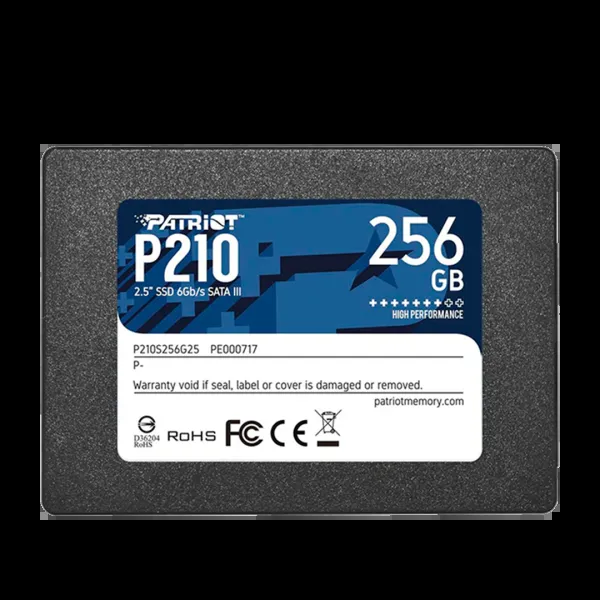 PATRIOT™
P210
2.5" SSD 6Gb/s SATA III
256
GB
HIGH PERFORMANCE
P210S256G25 PE000717
P-
Warranty void if seal, label or cover is damaged or removed.
patriotmemory.com
D36204
RoHS
RoHS FC CE